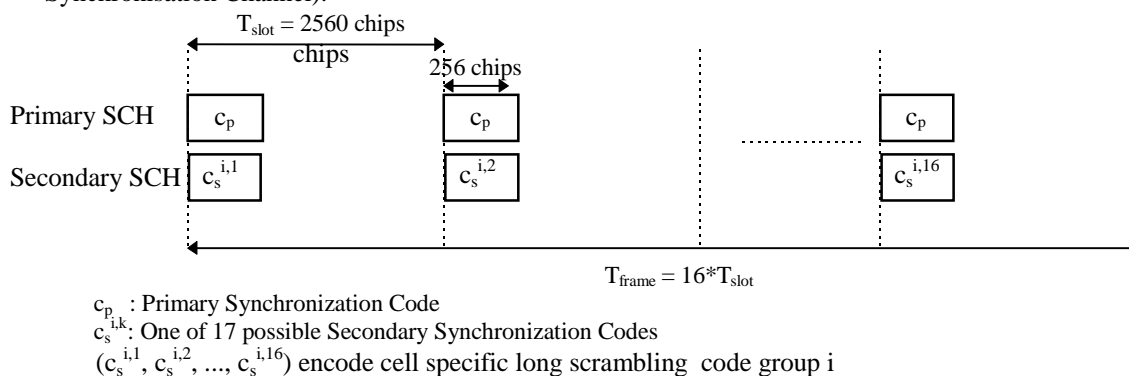 Synchronisation Channel).
T_slot = 2560 chips
chips
256 chips
Primary SCH c_p c_p c_p
Secondary SCH c_s^i,1 c_s^i,2 c_s^i,16
T_frame = 16*T_slot
c_p : Primary Synchronization Code
c_s^i,k: One of 17 possible Secondary Synchronization Codes
(c_s^i,1, c_s^i,2, ..., c_s^i,16) encode cell specific long scrambling code group i